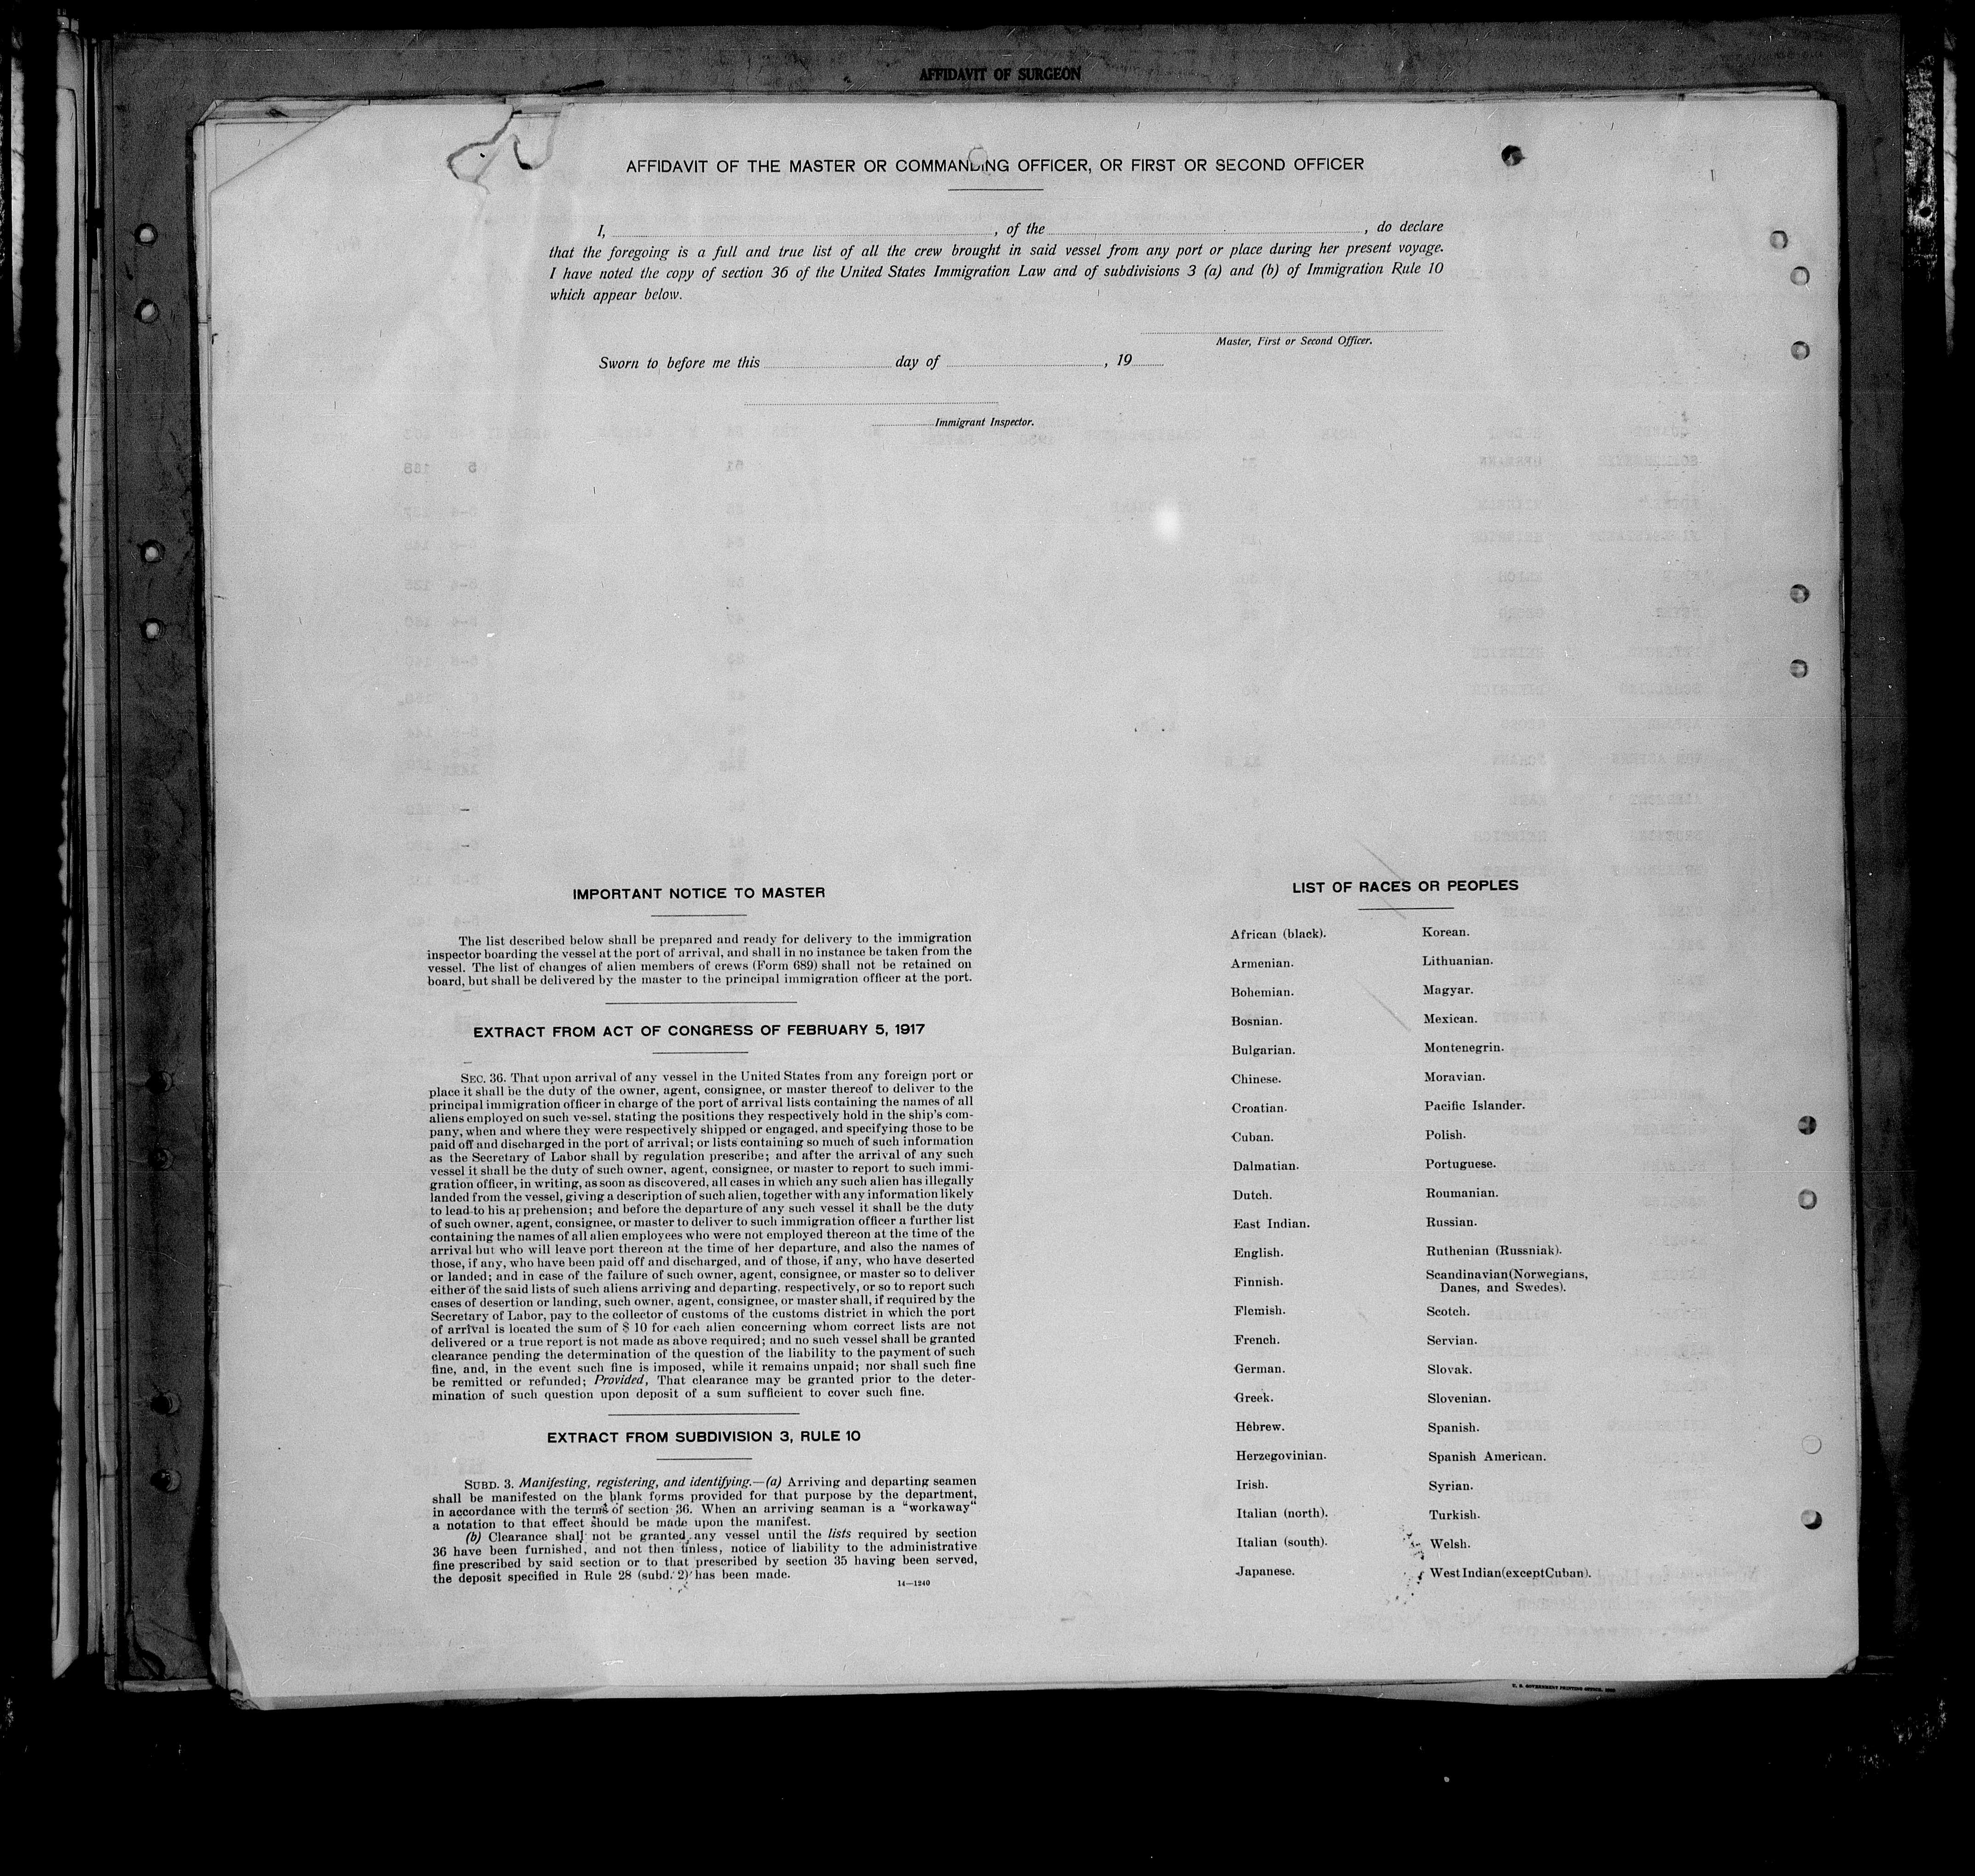 AFFIDAVIT OF SURGEON
AFFIDAVIT OF THE MASTER OR COMMANDING OFFICER, OR FIRST OR SECOND OFFICER
I, , of the , do declare
that the foregoing is a full and true list of all the crew brought in said vessel from any port or place during her present voyage.
I have noted the copy of section 36 of the United States Immigration Law and of subdivisions 3 (a) and (b) of Immigration Rule 10
which appear below.
Master, First or Second Officer.
Sworn to before me this day of , 19
Immigrant Inspector.
IMPORTANT NOTICE TO MASTER
The list described below shall be prepared and ready for delivery to the immigration
inspector boarding the vessel at the port of arrival, and shall in no instance be taken from the
vessel. The list of changes of alien members of crews (Form 689) shall not be retained on
board, but shall be delivered by the master to the principal immigration officer at the port.
EXTRACT FROM ACT OF CONGRESS OF FEBRUARY 5, 1917
SEC. 36. That upon arrival of any vessel in the United States from any foreign port or
place it shall be the duty of the owner, agent, consignee, or master thereof to deliver to the
principal immigration officer in charge of the port of arrival lists containing the names of all
aliens employed on such vessel, stating the positions they respectively hold in the ship's com-
pany, when and where they were respectively shipped or engaged, and specifying those to be
paid off and discharged in the port of arrival; or lists containing so much of such information
as the Secretary of Labor shall by regulation prescribe; and after the arrival of any such
vessel it shall be the duty of such owner, agent, consignee, or master to report to such immi-
gration officer, in writing, as soon as discovered, all cases in which any such alien has illegally
landed from the vessel, giving a description of such alien, together with any information likely
to lead to his apprehension; and before the departure of any such vessel it shall be the duty
of such owner, agent, consignee, or master to deliver to such immigration officer a further list
containing the names of all alien employees who were not employed thereon at the time of the
arrival but who will leave port thereon at the time of her departure, and also the names of
those, if any, who have been paid off and discharged, and of those, if any, who have deserted
or landed; and in case of the failure of such owner, agent, consignee, or master so to deliver
either of the said lists of such aliens arriving and departing, respectively, or so to report such
cases of desertion or landing, such owner, agent, consignee, or master shall, if required by the
Secretary of Labor, pay to the collector of customs of the customs district in which the port
of arrival is located the sum of $ 10 for each alien concerning whom correct lists are not
delivered or a true report is not made as above required; and no such vessel shall be granted
clearance pending the determination of the question of the liability to the payment of such
fine, and, in the event such fine is imposed, while it remains unpaid; nor shall such fine
be remitted or refunded; Provided, That clearance may be granted prior to the deter-
mination of such question upon deposit of a sum sufficient to cover such fine.
EXTRACT FROM SUBDIVISION 3, RULE 10
SUBD. 3. Manifesting, registering, and identifying.—(a) Arriving and departing seamen
shall be manifested on the blank forms provided for that purpose by the department,
in accordance with the terms of section 36. When an arriving seaman is a "workaway"
a notation to that effect should be made upon the manifest.
(b) Clearance shall not be granted any vessel until the lists required by section
36 have been furnished, and not then unless, notice of liability to the administrative
fine prescribed by said section or to that prescribed by section 35 having been served,
the deposit specified in Rule 28 (subd. 2) has been made.
14—1240
LIST OF RACES OR PEOPLES
African (black).
Armenian.
Bohemian.
Bosnian.
Bulgarian.
Chinese.
Croatian.
Cuban.
Dalmatian.
Dutch.
East Indian.
English.
Finnish.
Flemish.
French.
German.
Greek.
Hebrew.
Herzegovinian.
Irish.
Italian (north).
Italian (south).
Japanese.
Korean.
Lithuanian.
Magyar.
Mexican.
Montenegrin.
Moravian.
Pacific Islander.
Polish.
Portuguese.
Roumanian.
Russian.
Ruthenian (Russniak).
Scandinavian (Norwegians,
Danes, and Swedes).
Scotch.
Servian.
Slovak.
Slovenian.
Spanish.
Spanish American.
Syrian.
Turkish.
Welsh.
West Indian (except Cuban).
U. S. GOVERNMENT PRINTING OFFICE